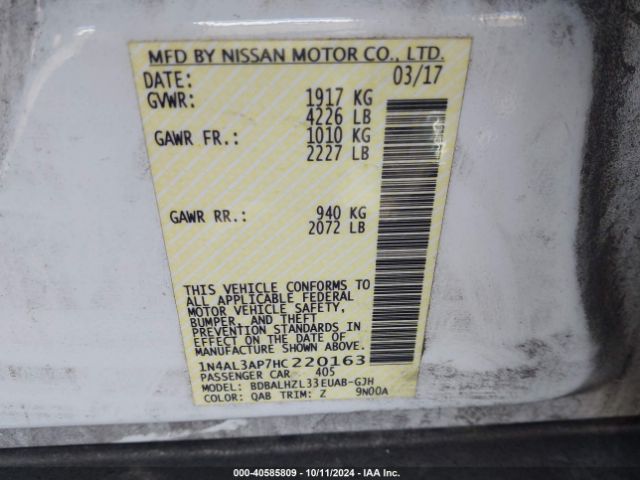 MFD BY NISSAN MOTOR CO., LTD.
DATE: 03/17
GVWR: 1917 KG
4226 LB
GAWR FR.: 1010 KG
2227 LB
GAWR RR.: 940 KG
2072 LB
THIS VEHICLE CONFORMS TO
ALL APPLICABLE FEDERAL
MOTOR VEHICLE SAFETY,
BUMPER, AND THEFT
PREVENTION STANDARDS IN
EFFECT ON THE DATE OF
MANUFACTURE SHOWN ABOVE.
1N4AL3AP7HC220163
PASSENGER CAR 405
MODEL: BDBALHZL33EUAB-GJH
COLOR: QAB TRIM: Z 9N00A
000-40585809 - 10/11/2024 - IAA Inc.